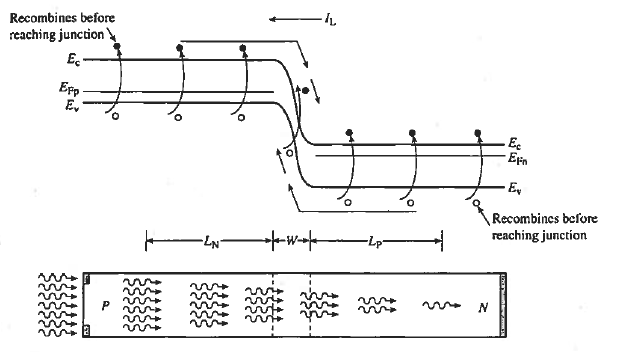 Recombines before
reaching junction
I_L
E_c
E_Fp
E_v
E_c
E_Fn
E_v
Recombines before
reaching junction
L_N
W
L_P
P
N